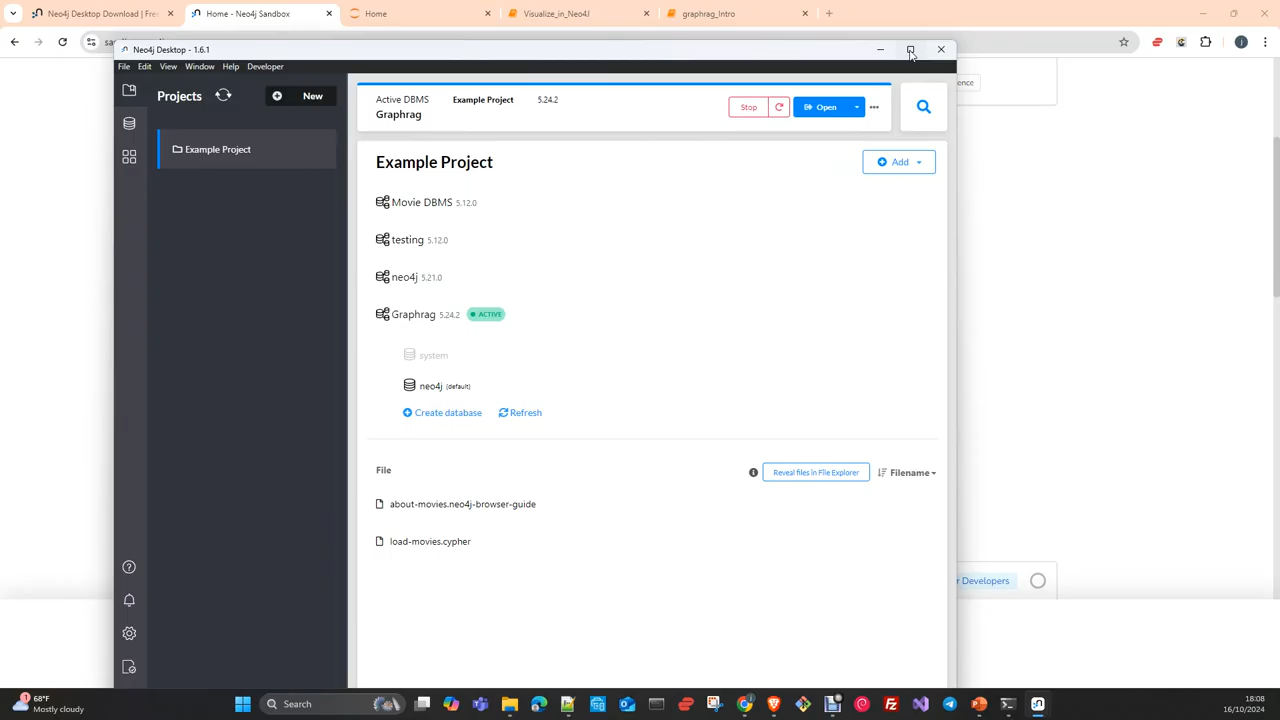 Neo4j Desktop Download | Free
Home - Neo4j Sandbox
Home
Visualize_in_Neo4.l
graphrag_Intro
Neo4j Desktop - 1.6.1
File Edit View Window Help Developer
Projects
New
Example Project
Active DBMS
Graphrag
Example Project
5.24.2
Stop
Open
ence
Example Project
Add
Movie DBMS 5.12.0
testing 5.12.0
neo4j 5.21.0
Graphrag 5.24.2 ACTIVE
system
neo4j (default)
Create database
Refresh
File
Reveal files in File Explorer
Filename
about-movies.neo4j-browser-guide
load-movies.cypher
r Developers
1
68°F
Mostly cloudy
Search
18:08
16/10/2024